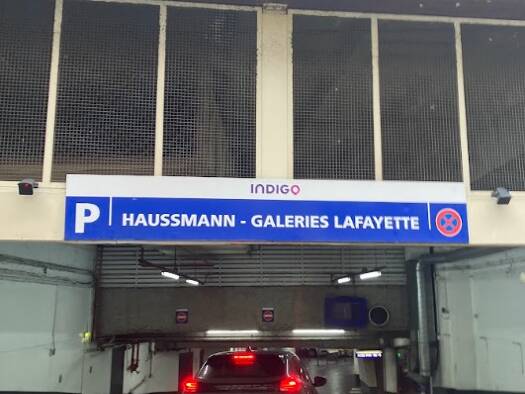 INDIGO
P HAUSSMANN - GALERIES LAFAYETTE